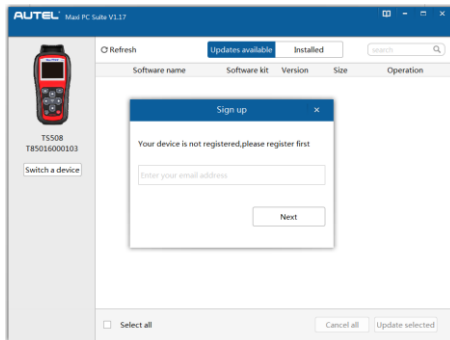 AUTEL Maxi PC Suite V1.17
Refresh Updates available Installed search
Software name Software kit Version Size Operation
Sign up
Your device is not registered,please register first
Enter your email address
Next
TS508
TB5016000103
Switch a device
Select all Cancel all Update selected